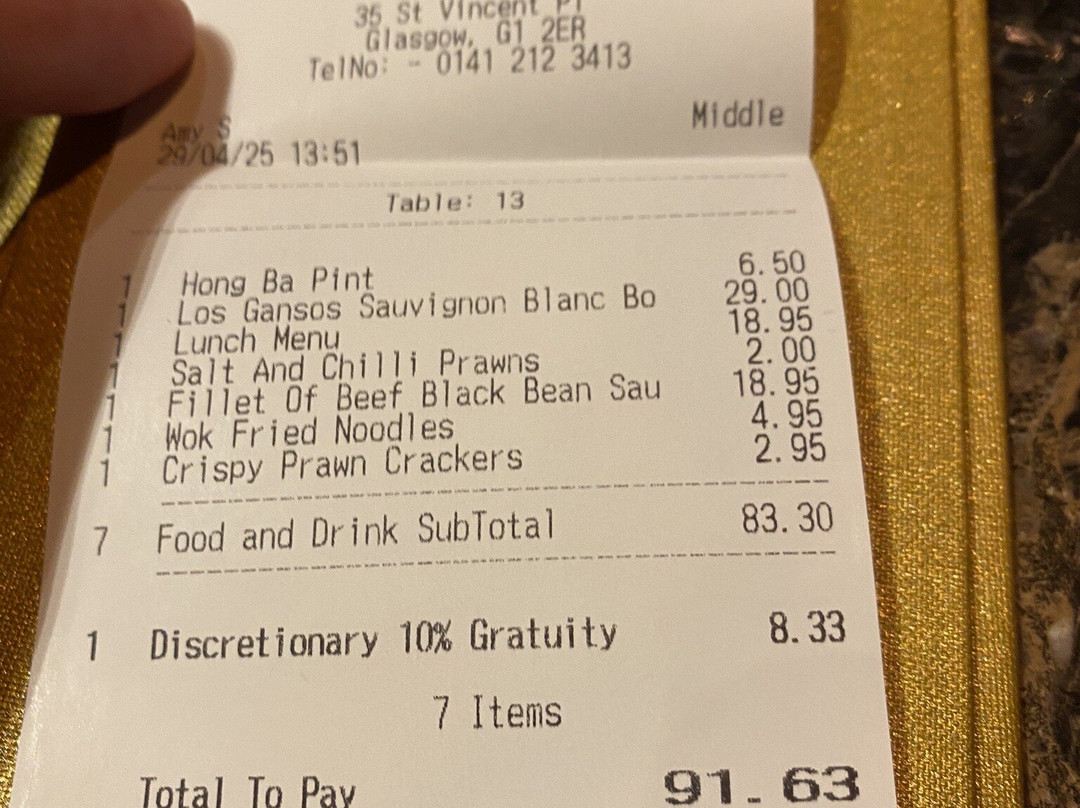 35 St Vincent Pl
Glasgow, G1 2ER
TelNo: - 0141 212 3413
Middle
Amy S
29/04/25 13:51
Table: 13
1 Hong Ba Pint 6.50
1 Los Gansos Sauvignon Blanc Bo 29.00
1 Lunch Menu 18.95
1 Salt And Chilli Prawns 2.00
1 Fillet Of Beef Black Bean Sau 18.95
1 Wok Fried Noodles 4.95
1 Crispy Prawn Crackers 2.95
7 Food and Drink SubTotal 83.30
1 Discretionary 10% Gratuity 8.33
7 Items
Total To Pay 91.63